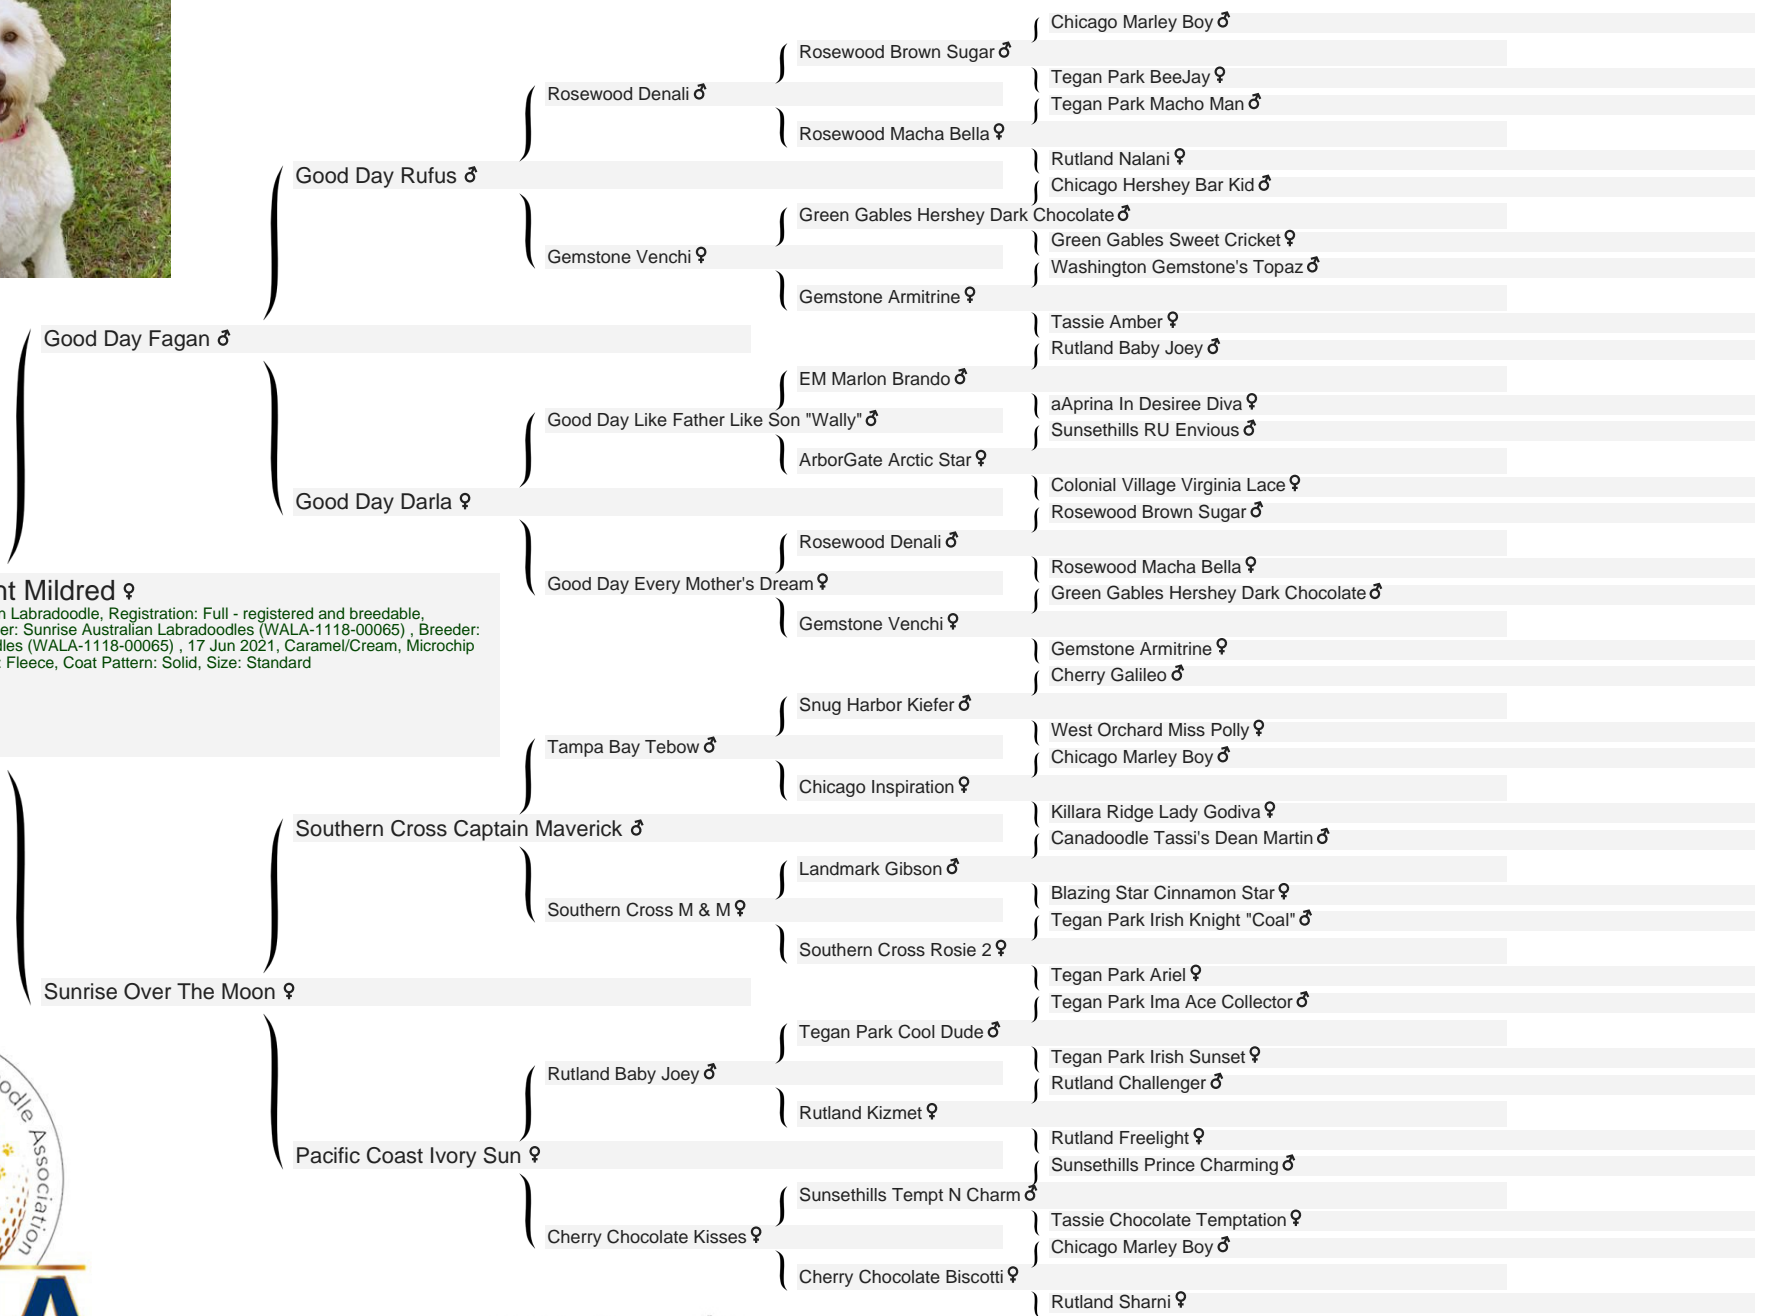 Chicago Marley Boy ♂
Rosewood Brown Sugar ♂
Tegan Park BeeJay ♀
Rosewood Denali ♂
Tegan Park Macho Man ♂
Rosewood Macha Bella ♀
Rutland Nalani ♀
Good Day Rufus ♂
Chicago Hershey Bar Kid ♂
Green Gables Hershey Dark Chocolate ♂
Green Gables Sweet Cricket ♀
Gemstone Venchi ♀
Washington Gemstone's Topaz ♂
Gemstone Armitrine ♀
Tassie Amber ♀
Good Day Fagan ♂
Rutland Baby Joey ♂
EM Marlon Brando ♂
aAprina In Desiree Diva ♀
Good Day Like Father Like Son "Wally" ♂
Sunsethills RU Envious ♂
ArborGate Arctic Star ♀
Colonial Village Virginia Lace ♀
Good Day Darla ♀
Rosewood Brown Sugar ♂
Rosewood Denali ♂
Rosewood Macha Bella ♀
Good Day Every Mother's Dream ♀
Green Gables Hershey Dark Chocolate ♂
Gemstone Venchi ♀
Gemstone Armitrine ♀
Mildred ♀
Labradoodle, Registration: Full - registered and breedable,
Sunrise Australian Labradoodles (WALA-1118-00065) , Breeder:
(WALA-1118-00065) , 17 Jun 2021, Caramel/Cream, Microchip
Fleece, Coat Pattern: Solid, Size: Standard
Cherry Galileo ♂
Snug Harbor Kiefer ♂
West Orchard Miss Polly ♀
Tampa Bay Tebow ♂
Chicago Marley Boy ♂
Chicago Inspiration ♀
Killara Ridge Lady Godiva ♀
Southern Cross Captain Maverick ♂
Canadoodle Tassi's Dean Martin ♂
Landmark Gibson ♂
Blazing Star Cinnamon Star ♀
Southern Cross M & M ♀
Tegan Park Irish Knight "Coal" ♂
Southern Cross Rosie 2 ♀
Tegan Park Ariel ♀
Sunrise Over The Moon ♀
Tegan Park Ima Ace Collector ♂
Tegan Park Cool Dude ♂
Tegan Park Irish Sunset ♀
Rutland Baby Joey ♂
Rutland Challenger ♂
Rutland Kizmet ♀
Rutland Freelight ♀
Pacific Coast Ivory Sun ♀
Sunsethills Prince Charming ♂
Sunsethills Tempt N Charm ♂
Tassie Chocolate Temptation ♀
Cherry Chocolate Kisses ♀
Chicago Marley Boy ♂
Cherry Chocolate Biscotti ♀
Rutland Sharni ♀
Association
A